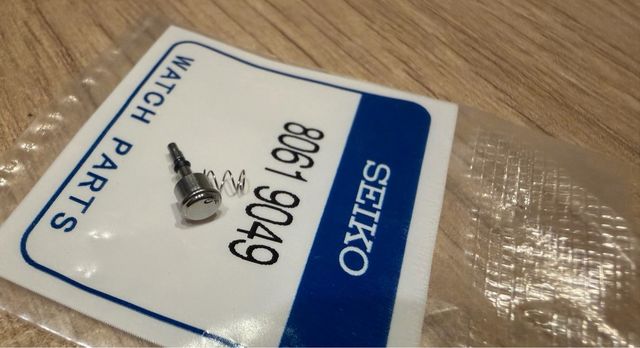 SEIKO
8061 9049
WATCH PARTS